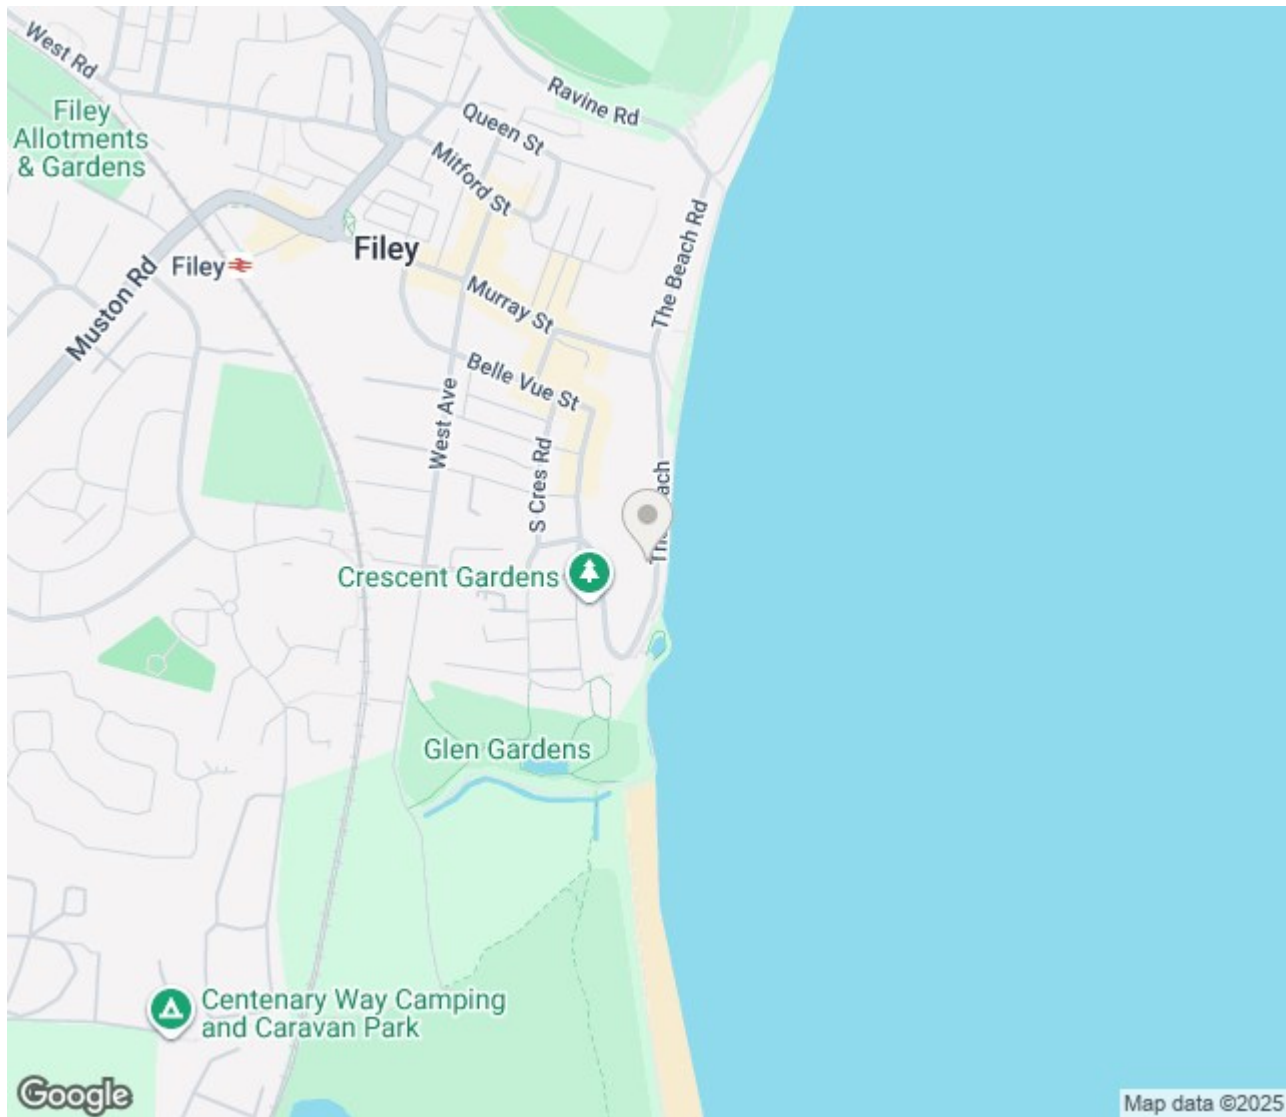 West Rd
Filey
Allotments
& Gardens
Ravine Rd
Queen St
Mitford St
The Beach Rd
Filey
Filey
Muston Rd
Murray St
Belle Vue St
West Ave
S Cres Rd
Crescent Gardens
Glen Gardens
Centenary Way Camping
and Caravan Park
Google
Map data ©2025